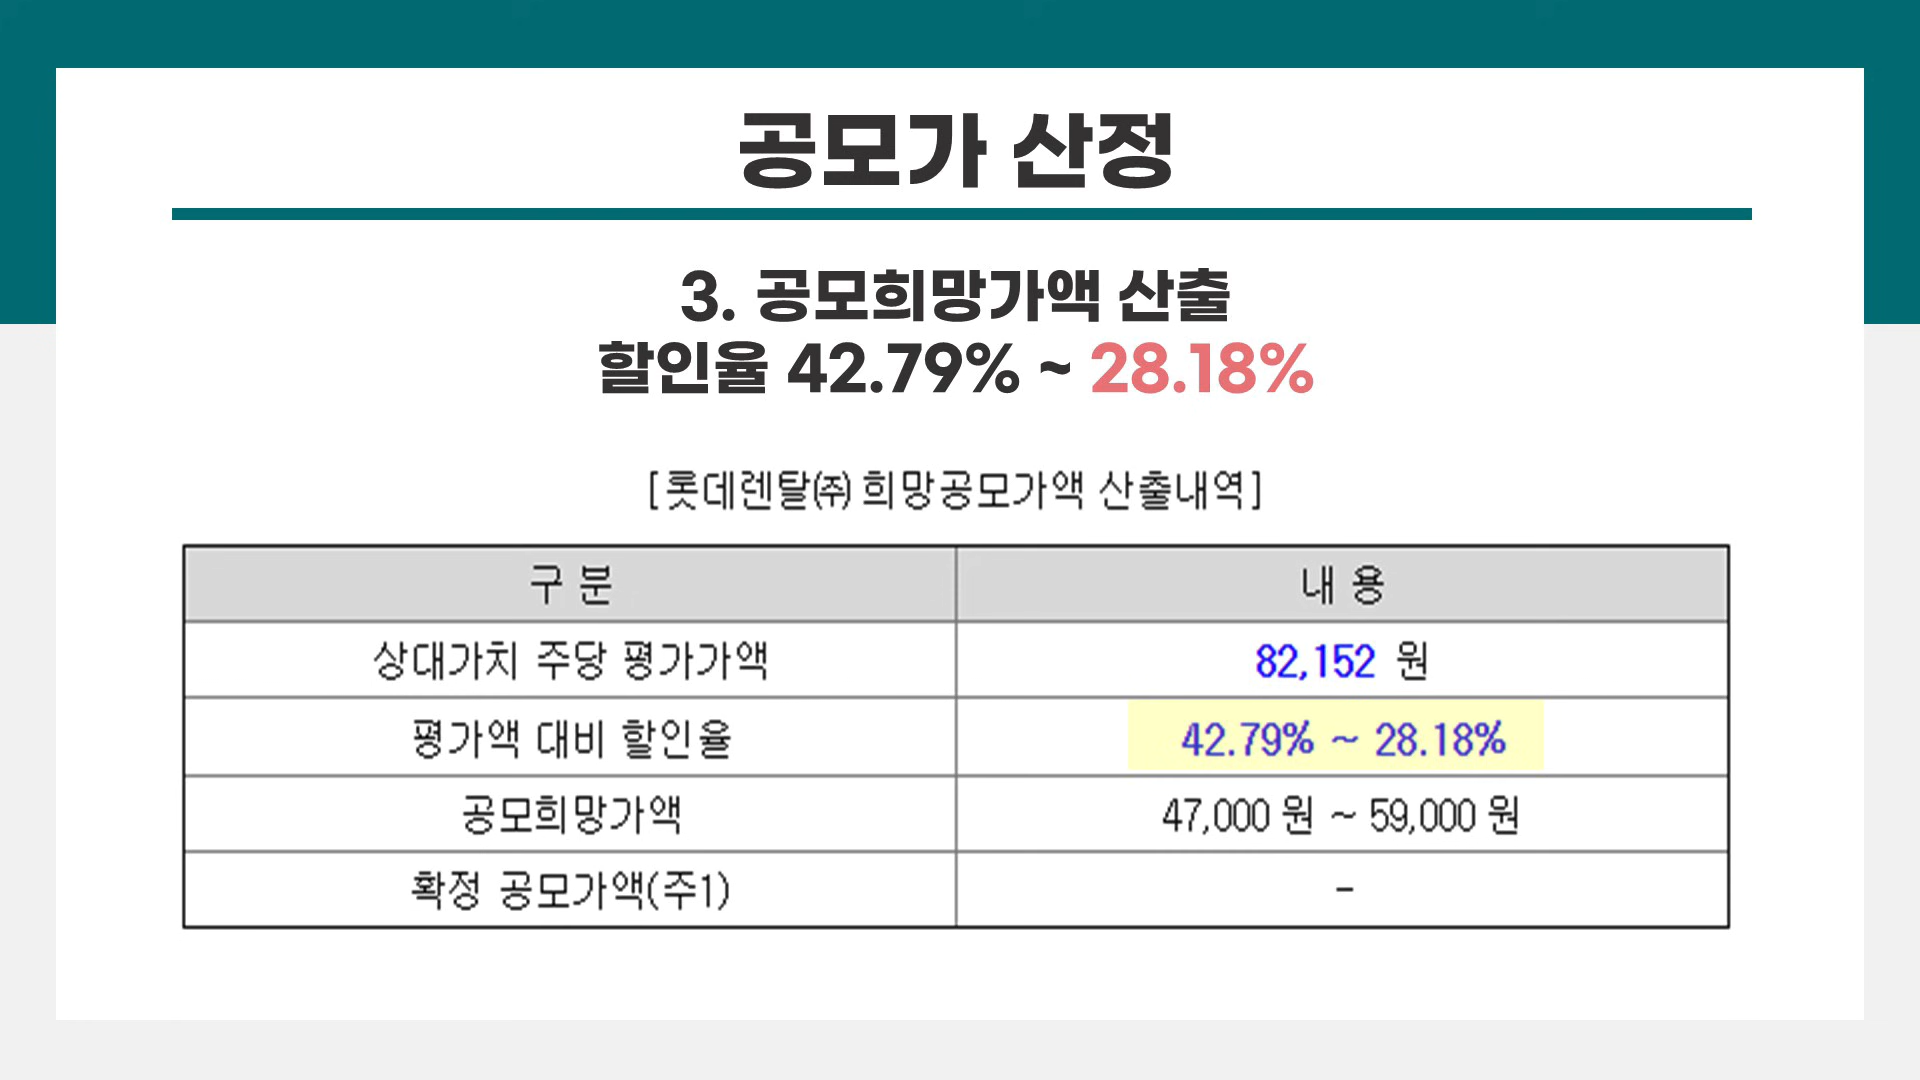 공모가 산정
3. 공모희망가액 산출
할인율 42.79% ~ 28.18%
[롯데렌탈㈜ 희망공모가액 산출내역]
구 분 내 용
상대가치 주당 평가가액 82,152 원
평가액 대비 할인율 42.79% ~ 28.18%
공모희망가액 47,000 원 ~ 59,000 원
확정 공모가액(주1) -